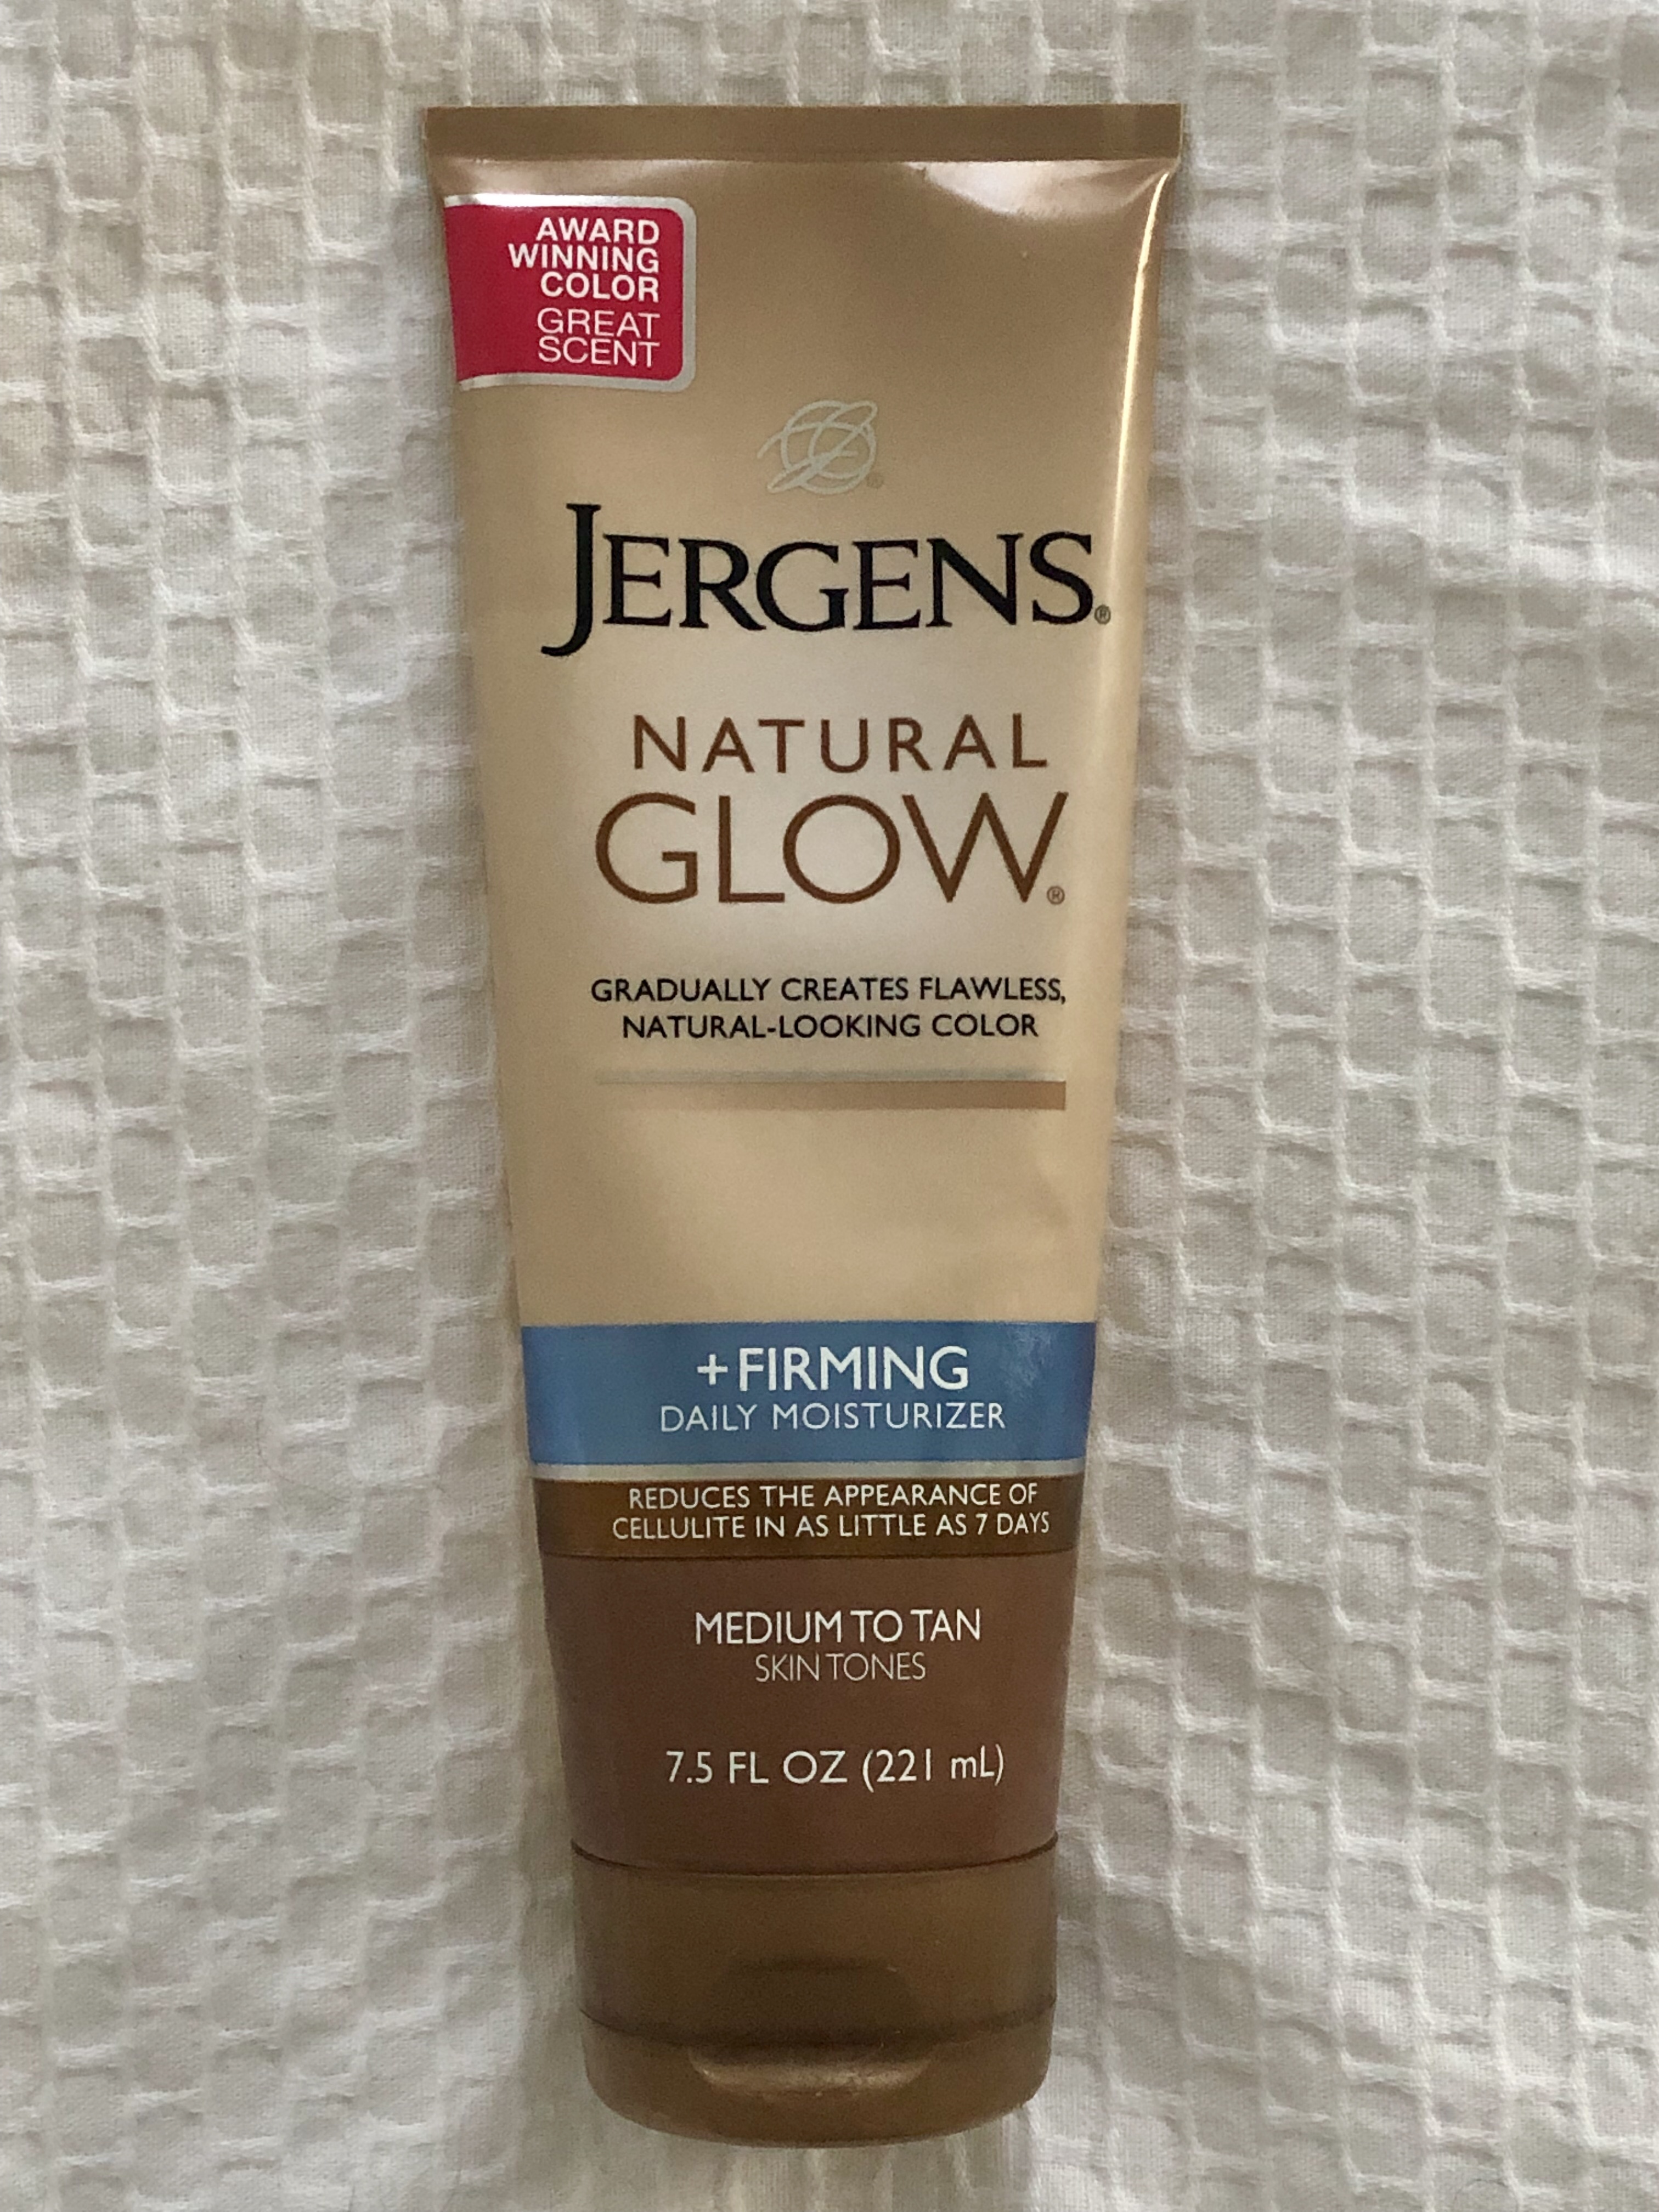 AWARD
WINNING
COLOR
GREAT
SCENT
JERGENS®
NATURAL
GLOW®
GRADUALLY CREATES FLAWLESS,
NATURAL-LOOKING COLOR
+FIRMING
DAILY MOISTURIZER
REDUCES THE APPEARANCE OF
CELLULITE IN AS LITTLE AS 7 DAYS
MEDIUM TO TAN
SKIN TONES
7.5 FL OZ (221 mL)